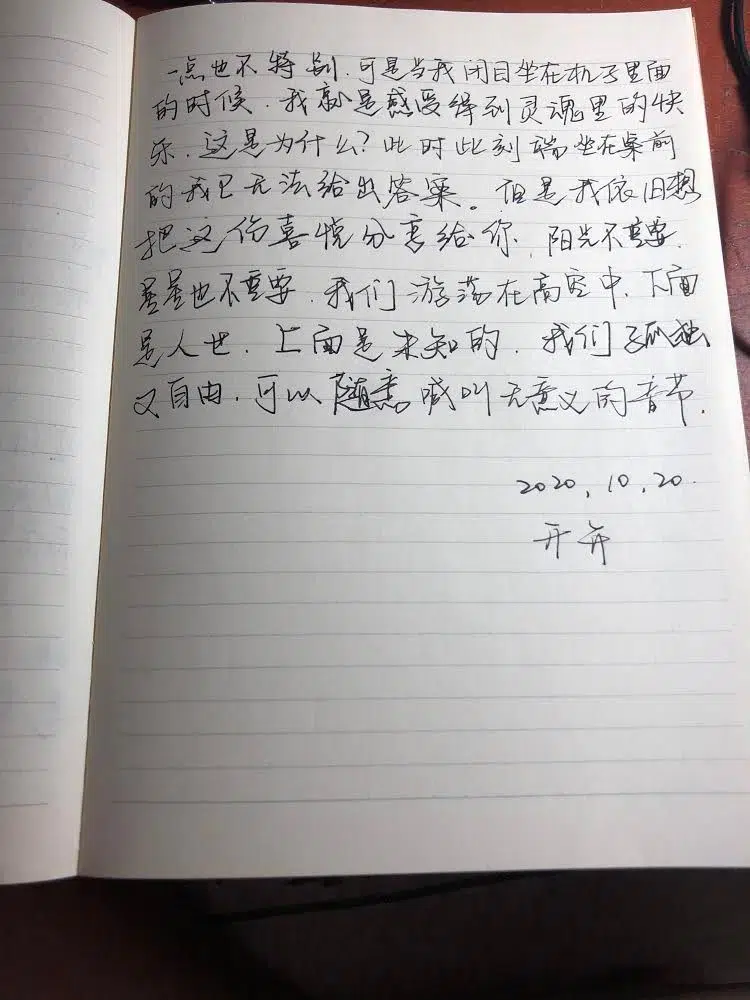 一点也不特别.可是当我闭目坐在机子里面
的时候.我就是感受得到灵魂里的快
乐.这是为什么?此时此刻端坐在桌前
的我已无法给出答案。但是我依旧想
把这份喜悦分享给你.阳光不重要.
星星也不重要.我们游荡在高空中.下面
是人世.上面是未知的.我们孤独
又自由.可以随意喊叫无意义的音节.
2020.10.20.
开弁